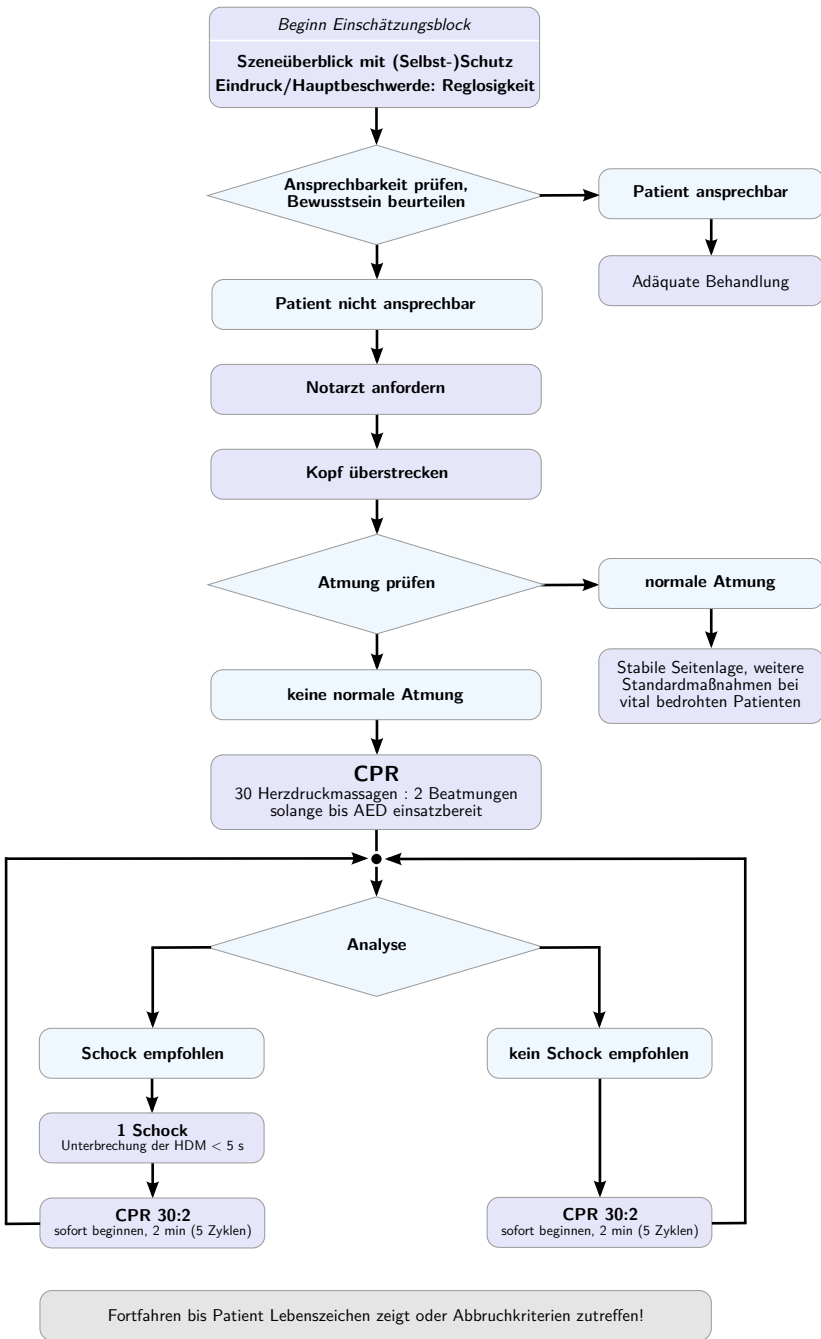 Beginn Einschätzungsblock
Szeneüberblick mit (Selbst-)Schutz
Eindruck/Hauptbeschwerde: Reglosigkeit
Ansprechbarkeit prüfen,
Bewusstsein beurteilen
Patient ansprechbar
Adäquate Behandlung
Patient nicht ansprechbar
Notarzt anfordern
Kopf überstrecken
Atmung prüfen
normale Atmung
Stabile Seitenlage, weitere
Standardmaßnahmen bei
vital bedrohten Patienten
keine normale Atmung
CPR
30 Herzdruckmassagen : 2 Beatmungen
solange bis AED einsatzbereit
Analyse
Schock empfohlen
kein Schock empfohlen
1 Schock
Unterbrechung der HDM < 5 s
CPR 30:2
sofort beginnen, 2 min (5 Zyklen)
CPR 30:2
sofort beginnen, 2 min (5 Zyklen)
Fortfahren bis Patient Lebenszeichen zeigt oder Abbruchkriterien zutreffen!